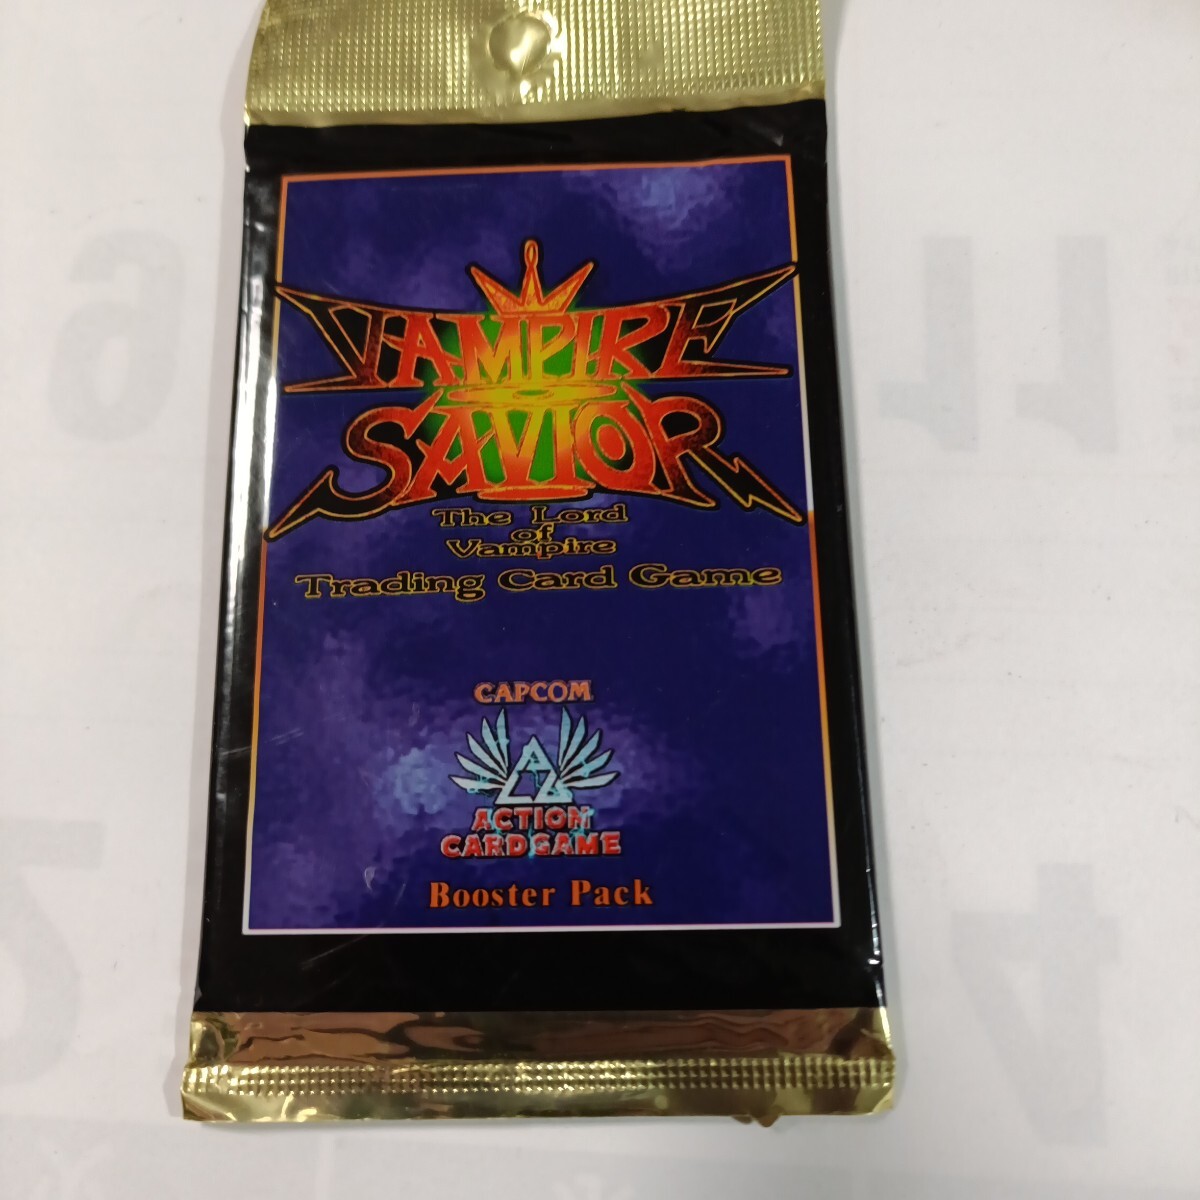 VAMPIRE
SAVIOR
The Lord
of
Vampire
Trading Card Game
CAPCOM
ACTION
CARD GAME
Booster Pack